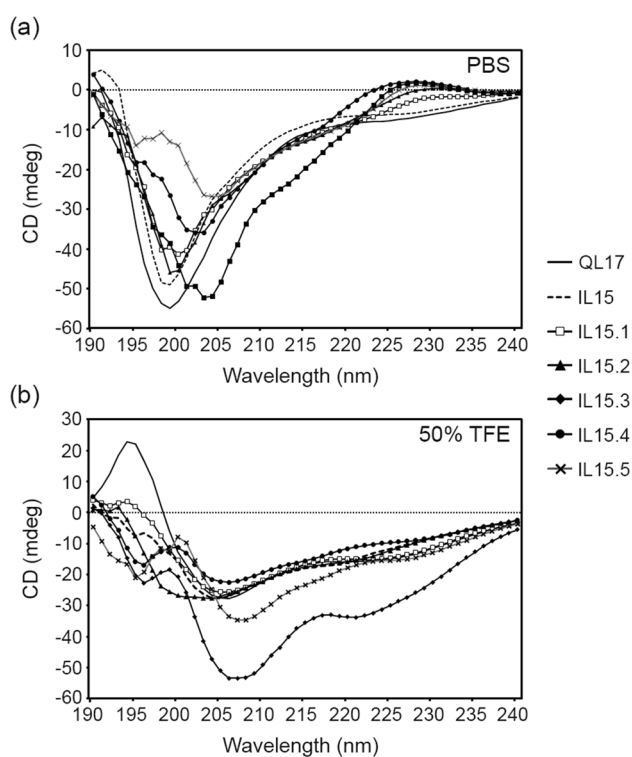 (a)
PBS
10
0
-10
-20
-30
-40
-50
-60
CD (mdeg)
190 195 200 205 210 215 220 225 230 235 240
Wavelength (nm)
QL17
IL15
IL15.1
IL15.2
IL15.3
IL15.4
IL15.5
(b)
50% TFE
30
20
10
0
-10
-20
-30
-40
-50
-60
CD (mdeg)
190 195 200 205 210 215 220 225 230 235 240
Wavelength (nm)